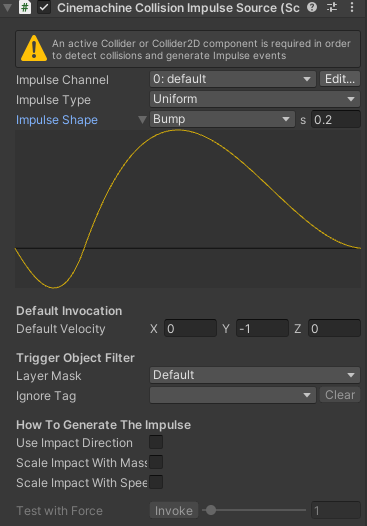 Cinemachine Collision Impulse Source (Sc
An active Collider or Collider2D component is required in order
to detect collisions and generate Impulse events
Impulse Channel 0: default Edit...
Impulse Type Uniform
Impulse Shape Bump s 0.2
Default Invocation
Default Velocity X 0 Y -1 Z 0
Trigger Object Filter
Layer Mask Default
Ignore Tag Clear
How To Generate The Impulse
Use Impact Direction
Scale Impact With Mass
Scale Impact With Spee
Test with Force Invoke 1